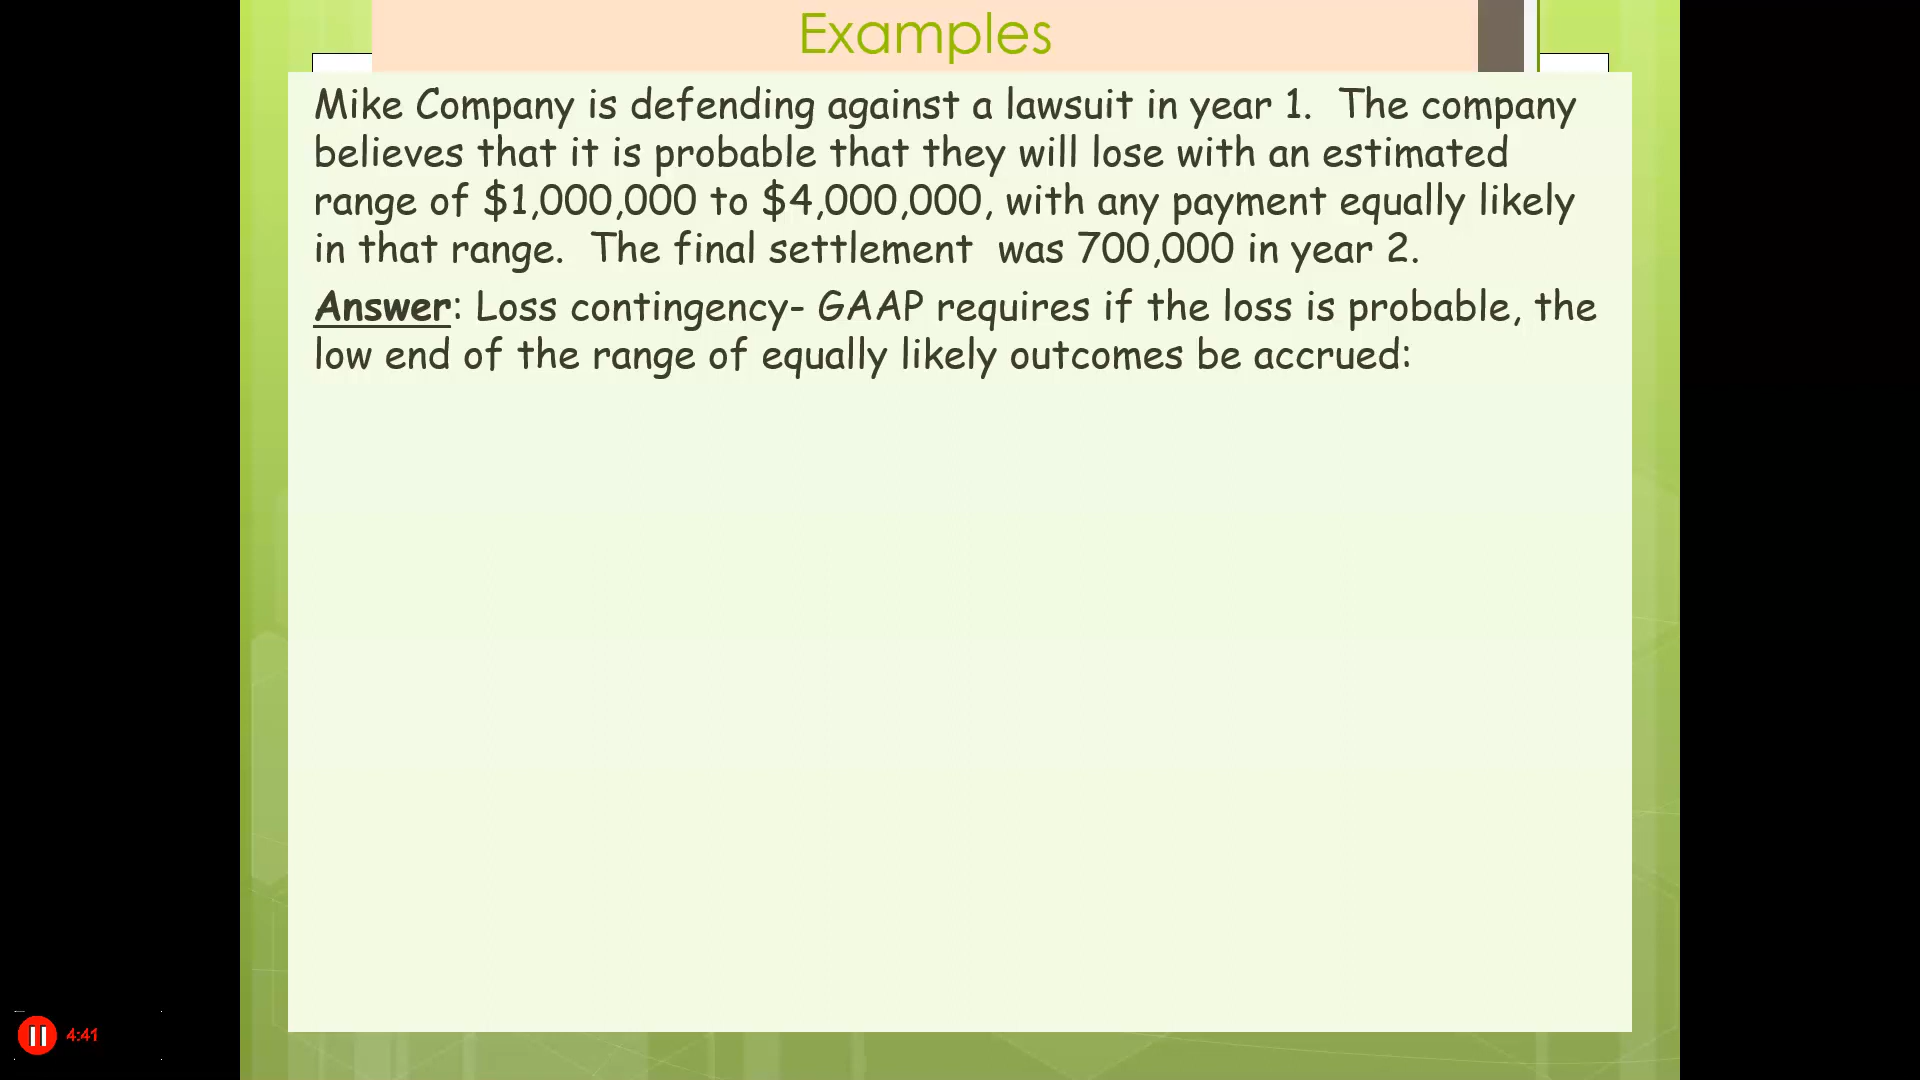 Examples
Mike Company is defending against a lawsuit in year 1. The company
believes that it is probable that they will lose with an estimated
range of $1,000,000 to $4,000,000, with any payment equally likely
in that range. The final settlement was 700,000 in year 2.
Answer: Loss contingency- GAAP requires if the loss is probable, the
low end of the range of equally likely outcomes be accrued:
4:41